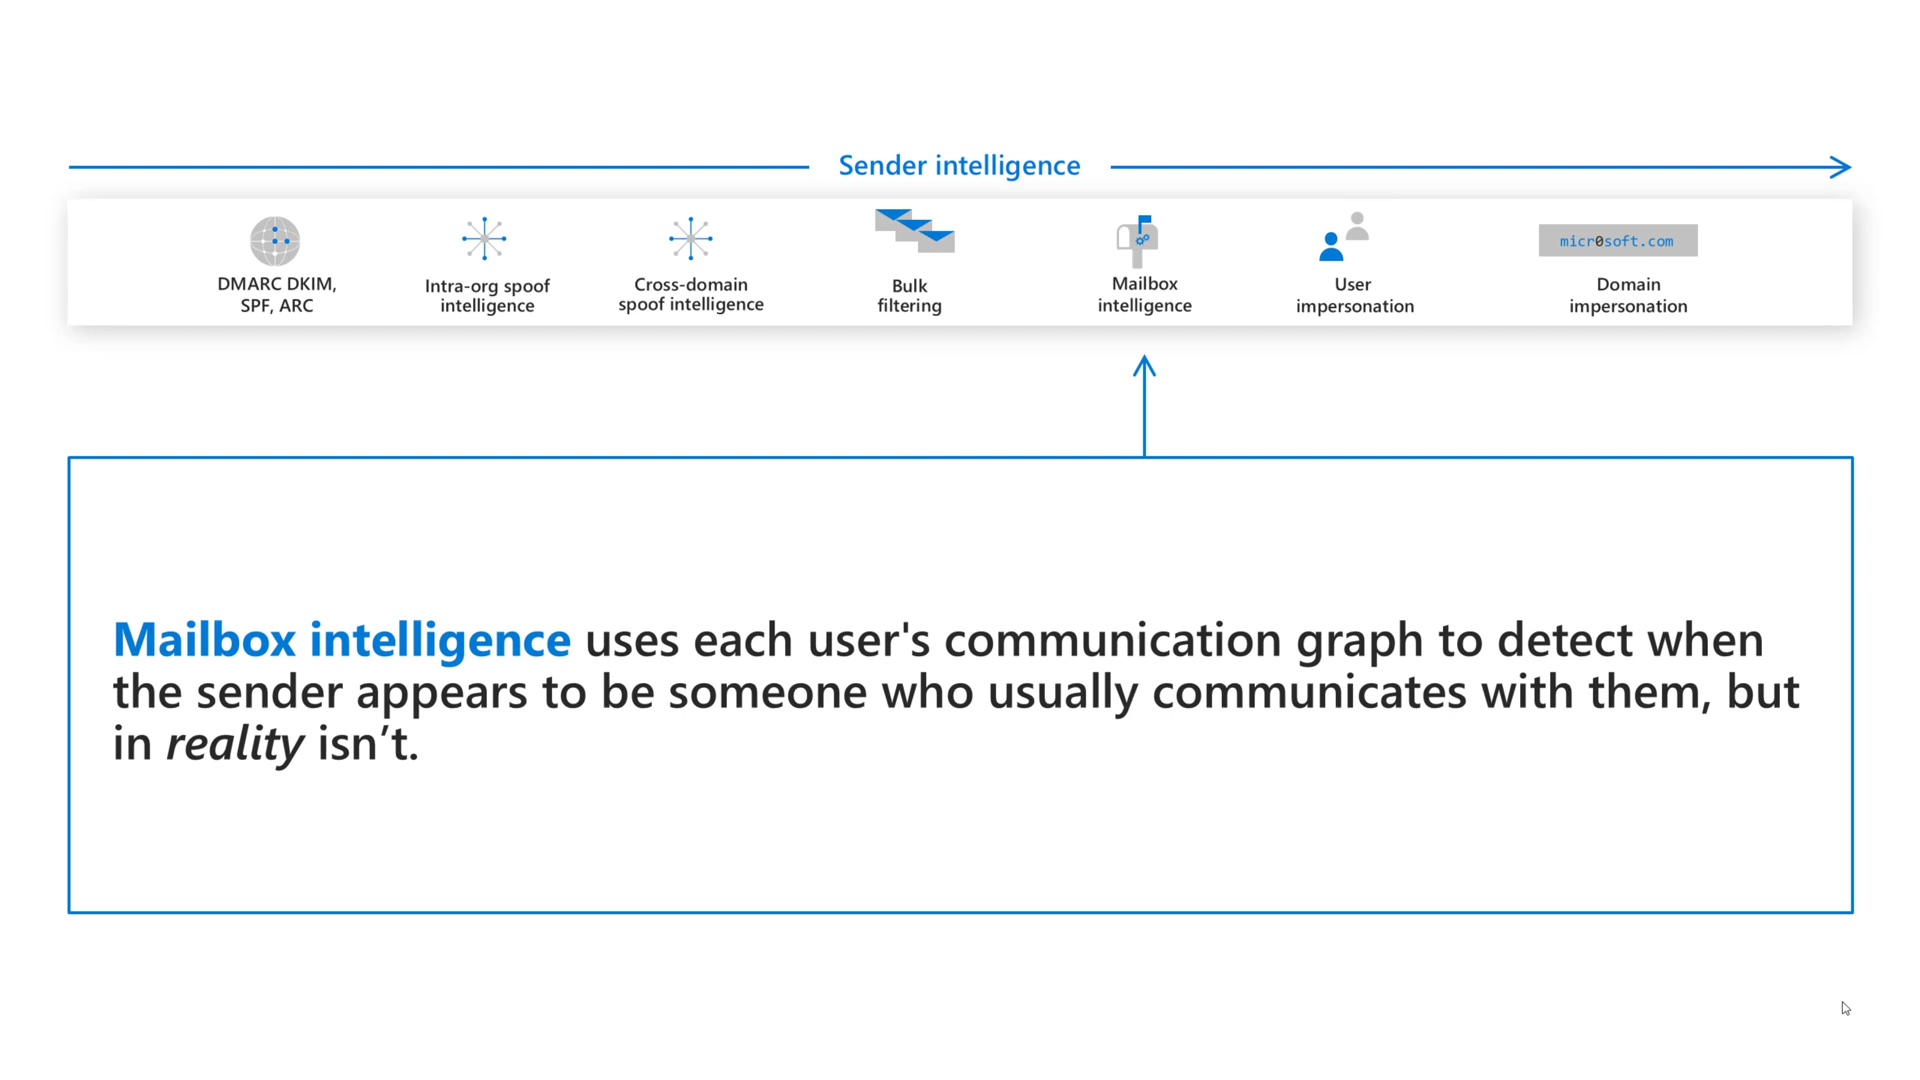 Sender intelligence
DMARC DKIM,
SPF, ARC
Intra-org spoof
intelligence
Cross-domain
spoof intelligence
Bulk
filtering
Mailbox
intelligence
User
impersonation
micr0soft.com
Domain
impersonation
Mailbox intelligence uses each user's communication graph to detect when
the sender appears to be someone who usually communicates with them, but
in reality isn’t.